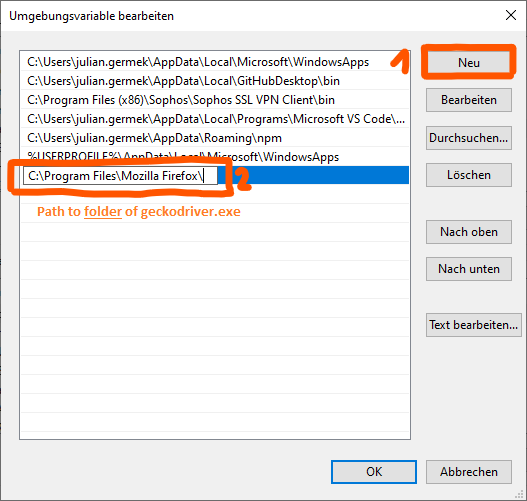 Umgebungsvariable bearbeiten
C:\Users\julian.germek\AppData\Local\Microsoft\WindowsApps
C:\Users\julian.germek\AppData\Local\GitHubDesktop\bin
C:\Program Files (x86)\Sophos\Sophos SSL VPN Client\bin
C:\Users\julian.germek\AppData\Local\Programs\Microsoft VS Code\...
C:\Users\julian.germek\AppData\Roaming\npm
%USERPROFILE%\AppData\Local\Microsoft\WindowsApps
C:\Program Files\Mozilla Firefox\
2
Path to folder of geckodriver.exe
1
Neu
Bearbeiten
Durchsuchen...
Löschen
Nach oben
Nach unten
Text bearbeiten...
OK
Abbrechen